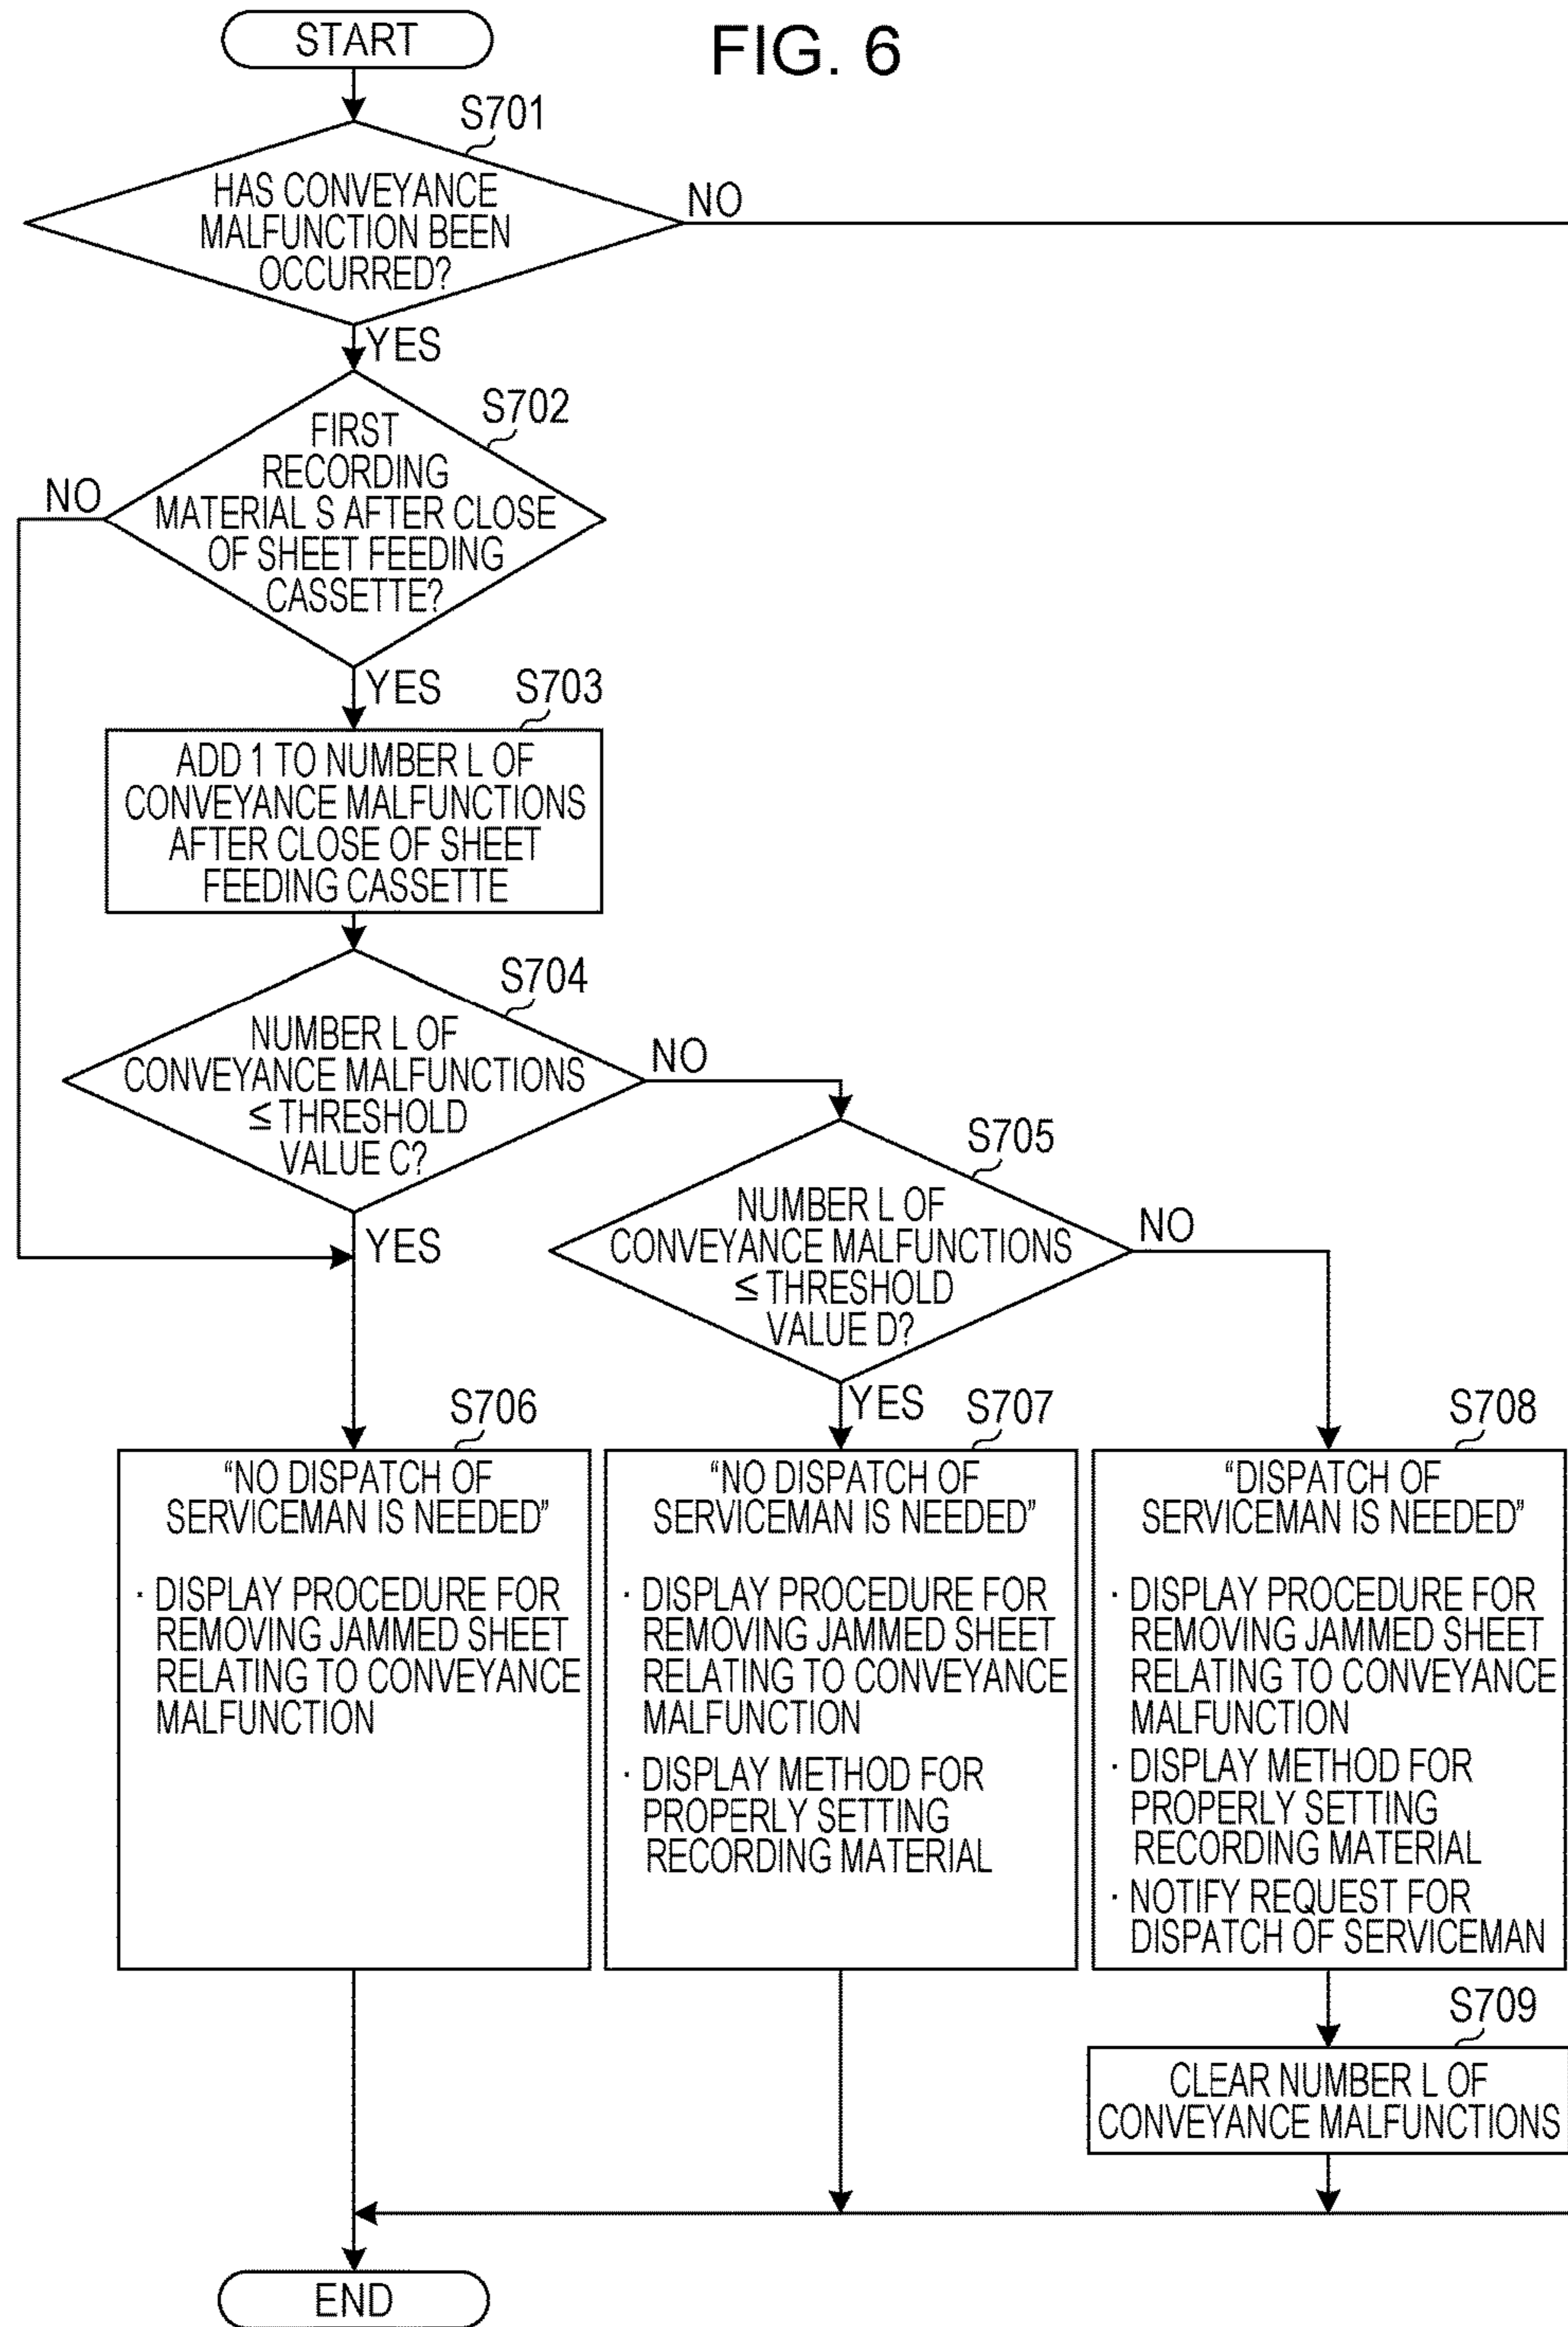 START
FIG. 6
S701
HAS CONVEYANCE
MALFUNCTION BEEN
OCCURRED?
NO
YES
S702
FIRST
RECORDING
MATERIAL S AFTER CLOSE
OF SHEET FEEDING
CASSETTE?
NO
YES
S703
ADD 1 TO NUMBER L OF
CONVEYANCE MALFUNCTIONS
AFTER CLOSE OF SHEET
FEEDING CASSETTE
S704
NUMBER L OF
CONVEYANCE MALFUNCTIONS
≤ THRESHOLD
VALUE C?
NO
YES
S705
NUMBER L OF
CONVEYANCE MALFUNCTIONS
≤ THRESHOLD
VALUE D?
NO
YES
S706
“NO DISPATCH OF
SERVICEMAN IS NEEDED”
· DISPLAY PROCEDURE FOR
REMOVING JAMMED SHEET
RELATING TO CONVEYANCE
MALFUNCTION
S707
“NO DISPATCH OF
SERVICEMAN IS NEEDED”
· DISPLAY PROCEDURE FOR
REMOVING JAMMED SHEET
RELATING TO CONVEYANCE
MALFUNCTION
· DISPLAY METHOD FOR
PROPERLY SETTING
RECORDING MATERIAL
S708
“DISPATCH OF
SERVICEMAN IS NEEDED”
· DISPLAY PROCEDURE FOR
REMOVING JAMMED SHEET
RELATING TO CONVEYANCE
MALFUNCTION
· DISPLAY METHOD FOR
PROPERLY SETTING
RECORDING MATERIAL
· NOTIFY REQUEST FOR
DISPATCH OF SERVICEMAN
S709
CLEAR NUMBER L OF
CONVEYANCE MALFUNCTIONS
END